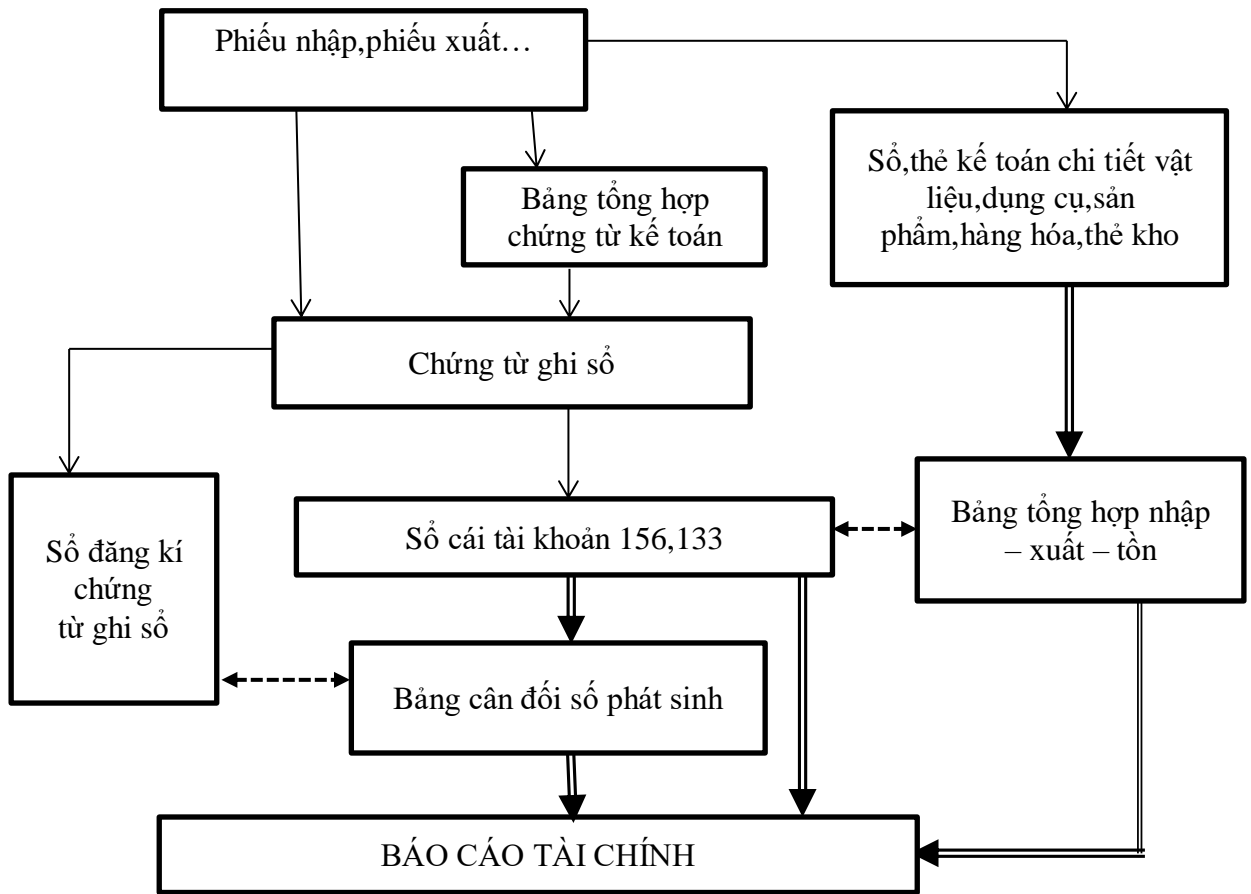 Phiếu nhập,phiếu xuất…
Sổ,thẻ kế toán chi tiết vật
liệu,dụng cụ,sản
phẩm,hàng hóa,thẻ kho
Bảng tổng hợp
chứng từ kế toán
Chứng từ ghi sổ
Sổ đăng kí
chứng
từ ghi sổ
Sổ cái tài khoản 156,133
Bảng tổng hợp nhập
– xuất – tồn
Bảng cân đối số phát sinh
BÁO CÁO TÀI CHÍNH